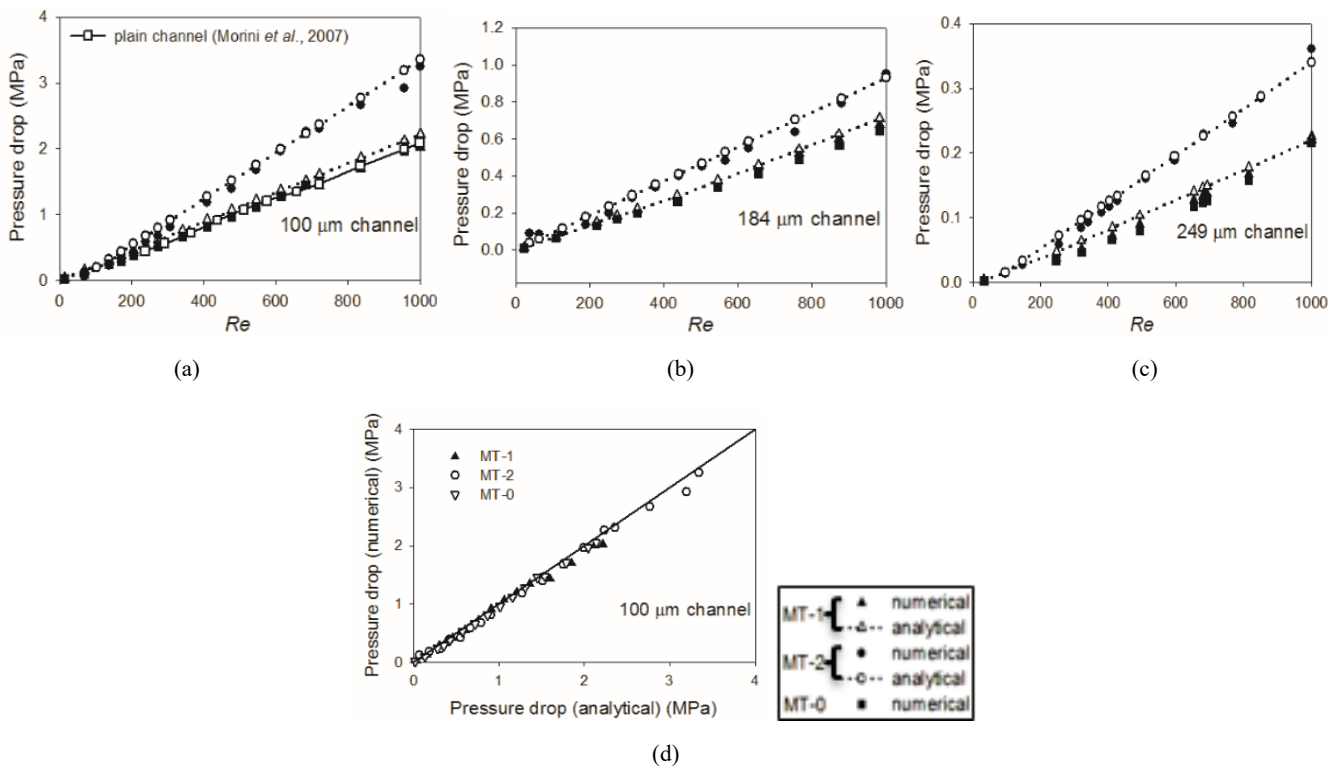 plain channel (Morini et al., 2007)
Pressure drop (MPa)
4
3
2
1
0
100 μm channel
0 200 400 600 800 1000
Re
(a)
Pressure drop (MPa)
1.2
1.0
0.8
0.6
0.4
0.2
0.0
184 μm channel
0 200 400 600 800 1000
Re
(b)
Pressure drop (MPa)
0.4
0.3
0.2
0.1
0.0
249 μm channel
0 200 400 600 800 1000
Re
(c)
Pressure drop (numerical) (MPa)
4
3
2
1
0
MT-1
MT-2
MT-0
100 μm channel
0 1 2 3 4
Pressure drop (analytical) (MPa)
(d)
MT-1
numerical
analytical
MT-2
numerical
analytical
MT-0 numerical